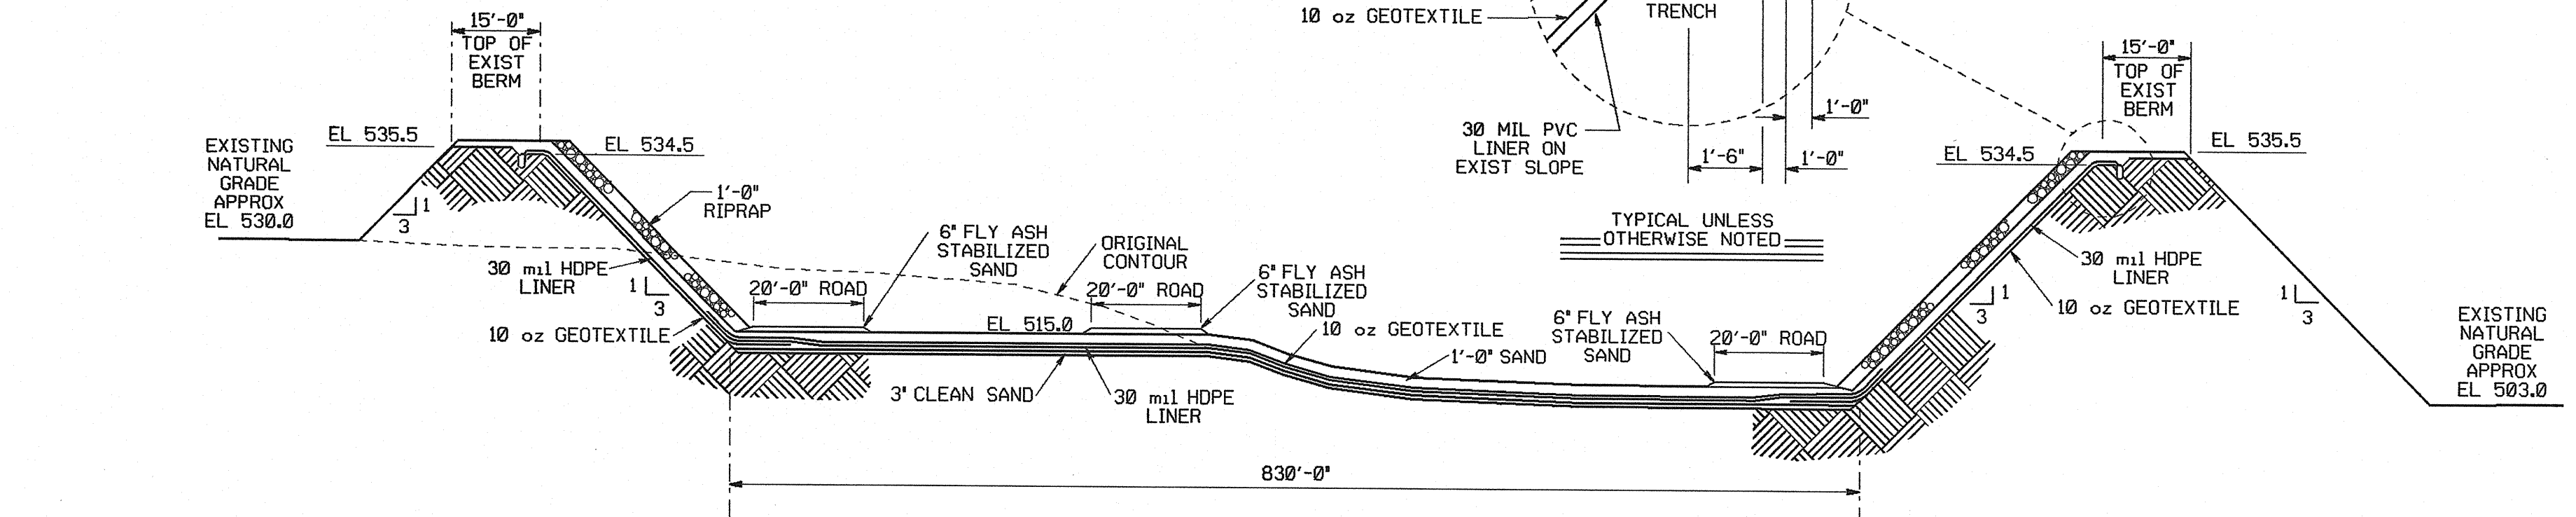 15'-0"
TOP OF
EXIST
BERM
EXISTING
NATURAL
GRADE
APPROX
EL 530.0
EL 535.5
EL 534.5
1
3
1'-0"
RIPRAP
30 mil HDPE
LINER
1
3
10 oz GEOTEXTILE
20'-0" ROAD
6" FLY ASH
STABILIZED
SAND
ORIGINAL
CONTOUR
EL 515.0
20'-0" ROAD
6" FLY ASH
STABILIZED
SAND
10 oz GEOTEXTILE
1'-0" SAND
3" CLEAN SAND
30 mil HDPE
LINER
830'-0"
6" FLY ASH
STABILIZED
SAND
20'-0" ROAD
10 oz GEOTEXTILE
TRENCH
30 MIL PVC
LINER ON
EXIST SLOPE
1'-0"
1'-6"
1'-0"
TYPICAL UNLESS
OTHERWISE NOTED
15'-0"
TOP OF
EXIST
BERM
EL 534.5
EL 535.5
30 mil HDPE
LINER
10 oz GEOTEXTILE
1
3
1
3
EXISTING
NATURAL
GRADE
APPROX
EL 503.0